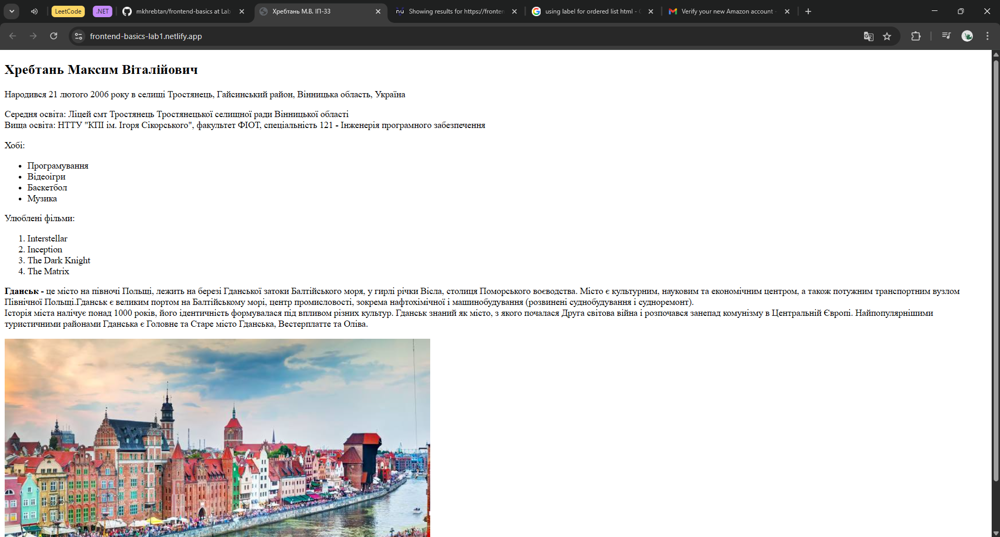 LeetCode
.NET
mkhrebtan/frontend-basics at Lab
Хребтань М.В. ІП-33
nu
Showing results for https://fronten
using label for ordered list html - G
Verify your new Amazon account -
frontend-basics-lab1.netlify.app
Хребтань Максим Віталійович
Народився 21 лютого 2006 року в селищі Тростянець, Гайсинський район, Вінницька область, Україна
Середня освіта: Ліцей смт Тростянець Тростянецької селищної ради Вінницької області
Вища освіта: НТТУ "КПІ ім. Ігоря Сікорського", факультет ФІОТ, спеціальність 121 - Інженерія програмного забезпечення
Хобі:
• Програмування
• Відеоігри
• Баскетбол
• Музика
Улюблені фільми:
1. Interstellar
2. Inception
3. The Dark Knight
4. The Matrix
Гданськ - це місто на півночі Польщі, лежить на березі Гданської затоки Балтійського моря, у гирлі річки Вісла, столиця Поморського воєводства. Місто є культурним, науковим та економічним центром, а також потужним транспортним вузлом
Північної Польщі.Гданськ є великим портом на Балтійському морі, центр промисловості, зокрема нафтохімічної і машинобудування (розвинені суднобудування і судноремонт).
Історія міста налічує понад 1000 років, його ідентичність формувалася під впливом різних культур. Гданськ знаний як місто, з якого почалася Друга світова війна і розпочався занепад комунізму в Центральній Європі. Найпопулярнішими
туристичними районами Гданська є Головне та Старе місто Гданська, Вестерплатте та Оліва.